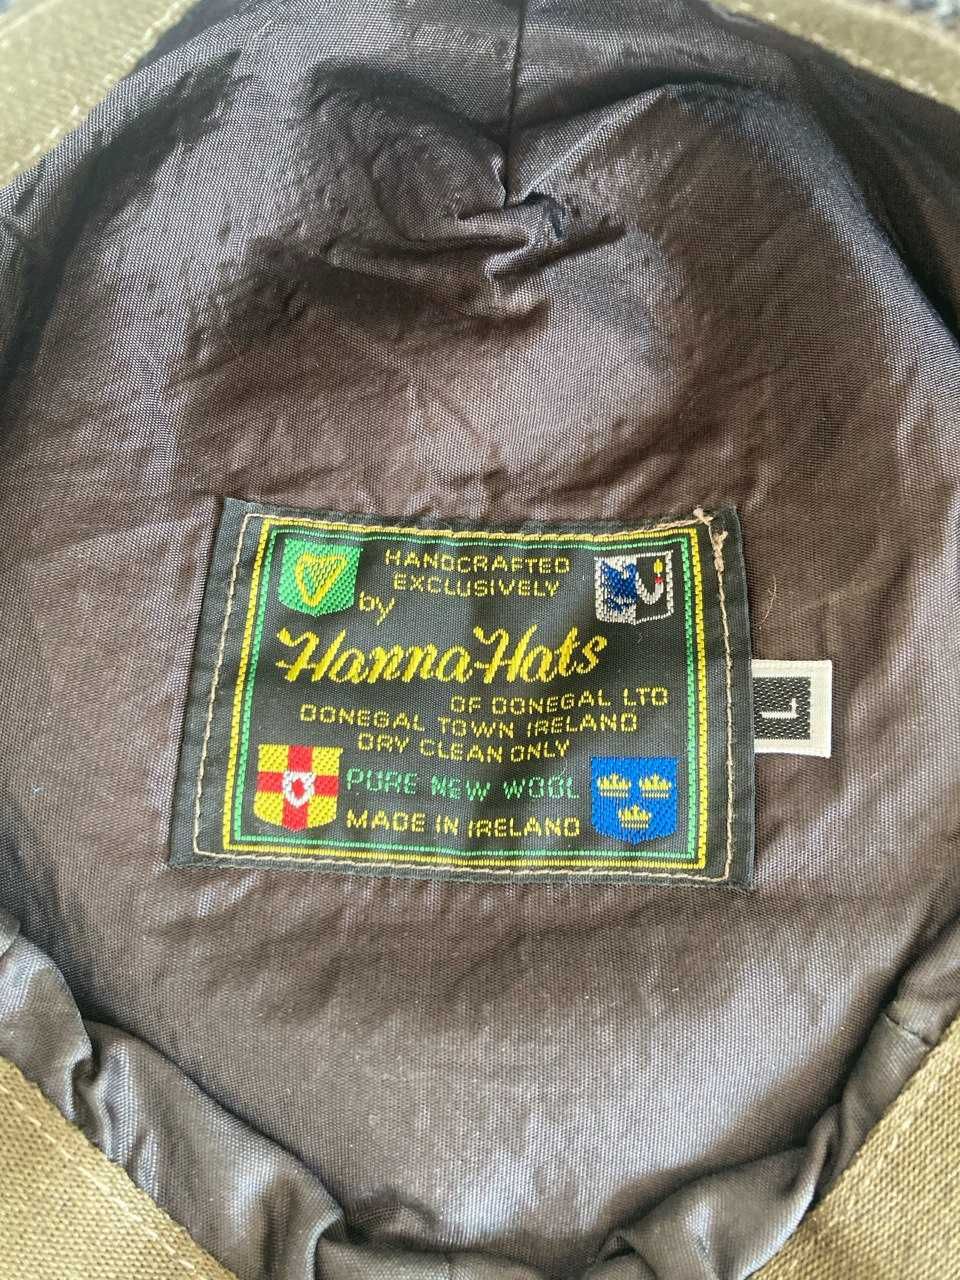 HANDCRAFTED
EXCLUSIVELY
by
Hanna Hats
OF DONEGAL LTD
DONEGAL TOWN IRELAND
DRY CLEAN ONLY
PURE NEW WOOL
MADE IN IRELAND
L